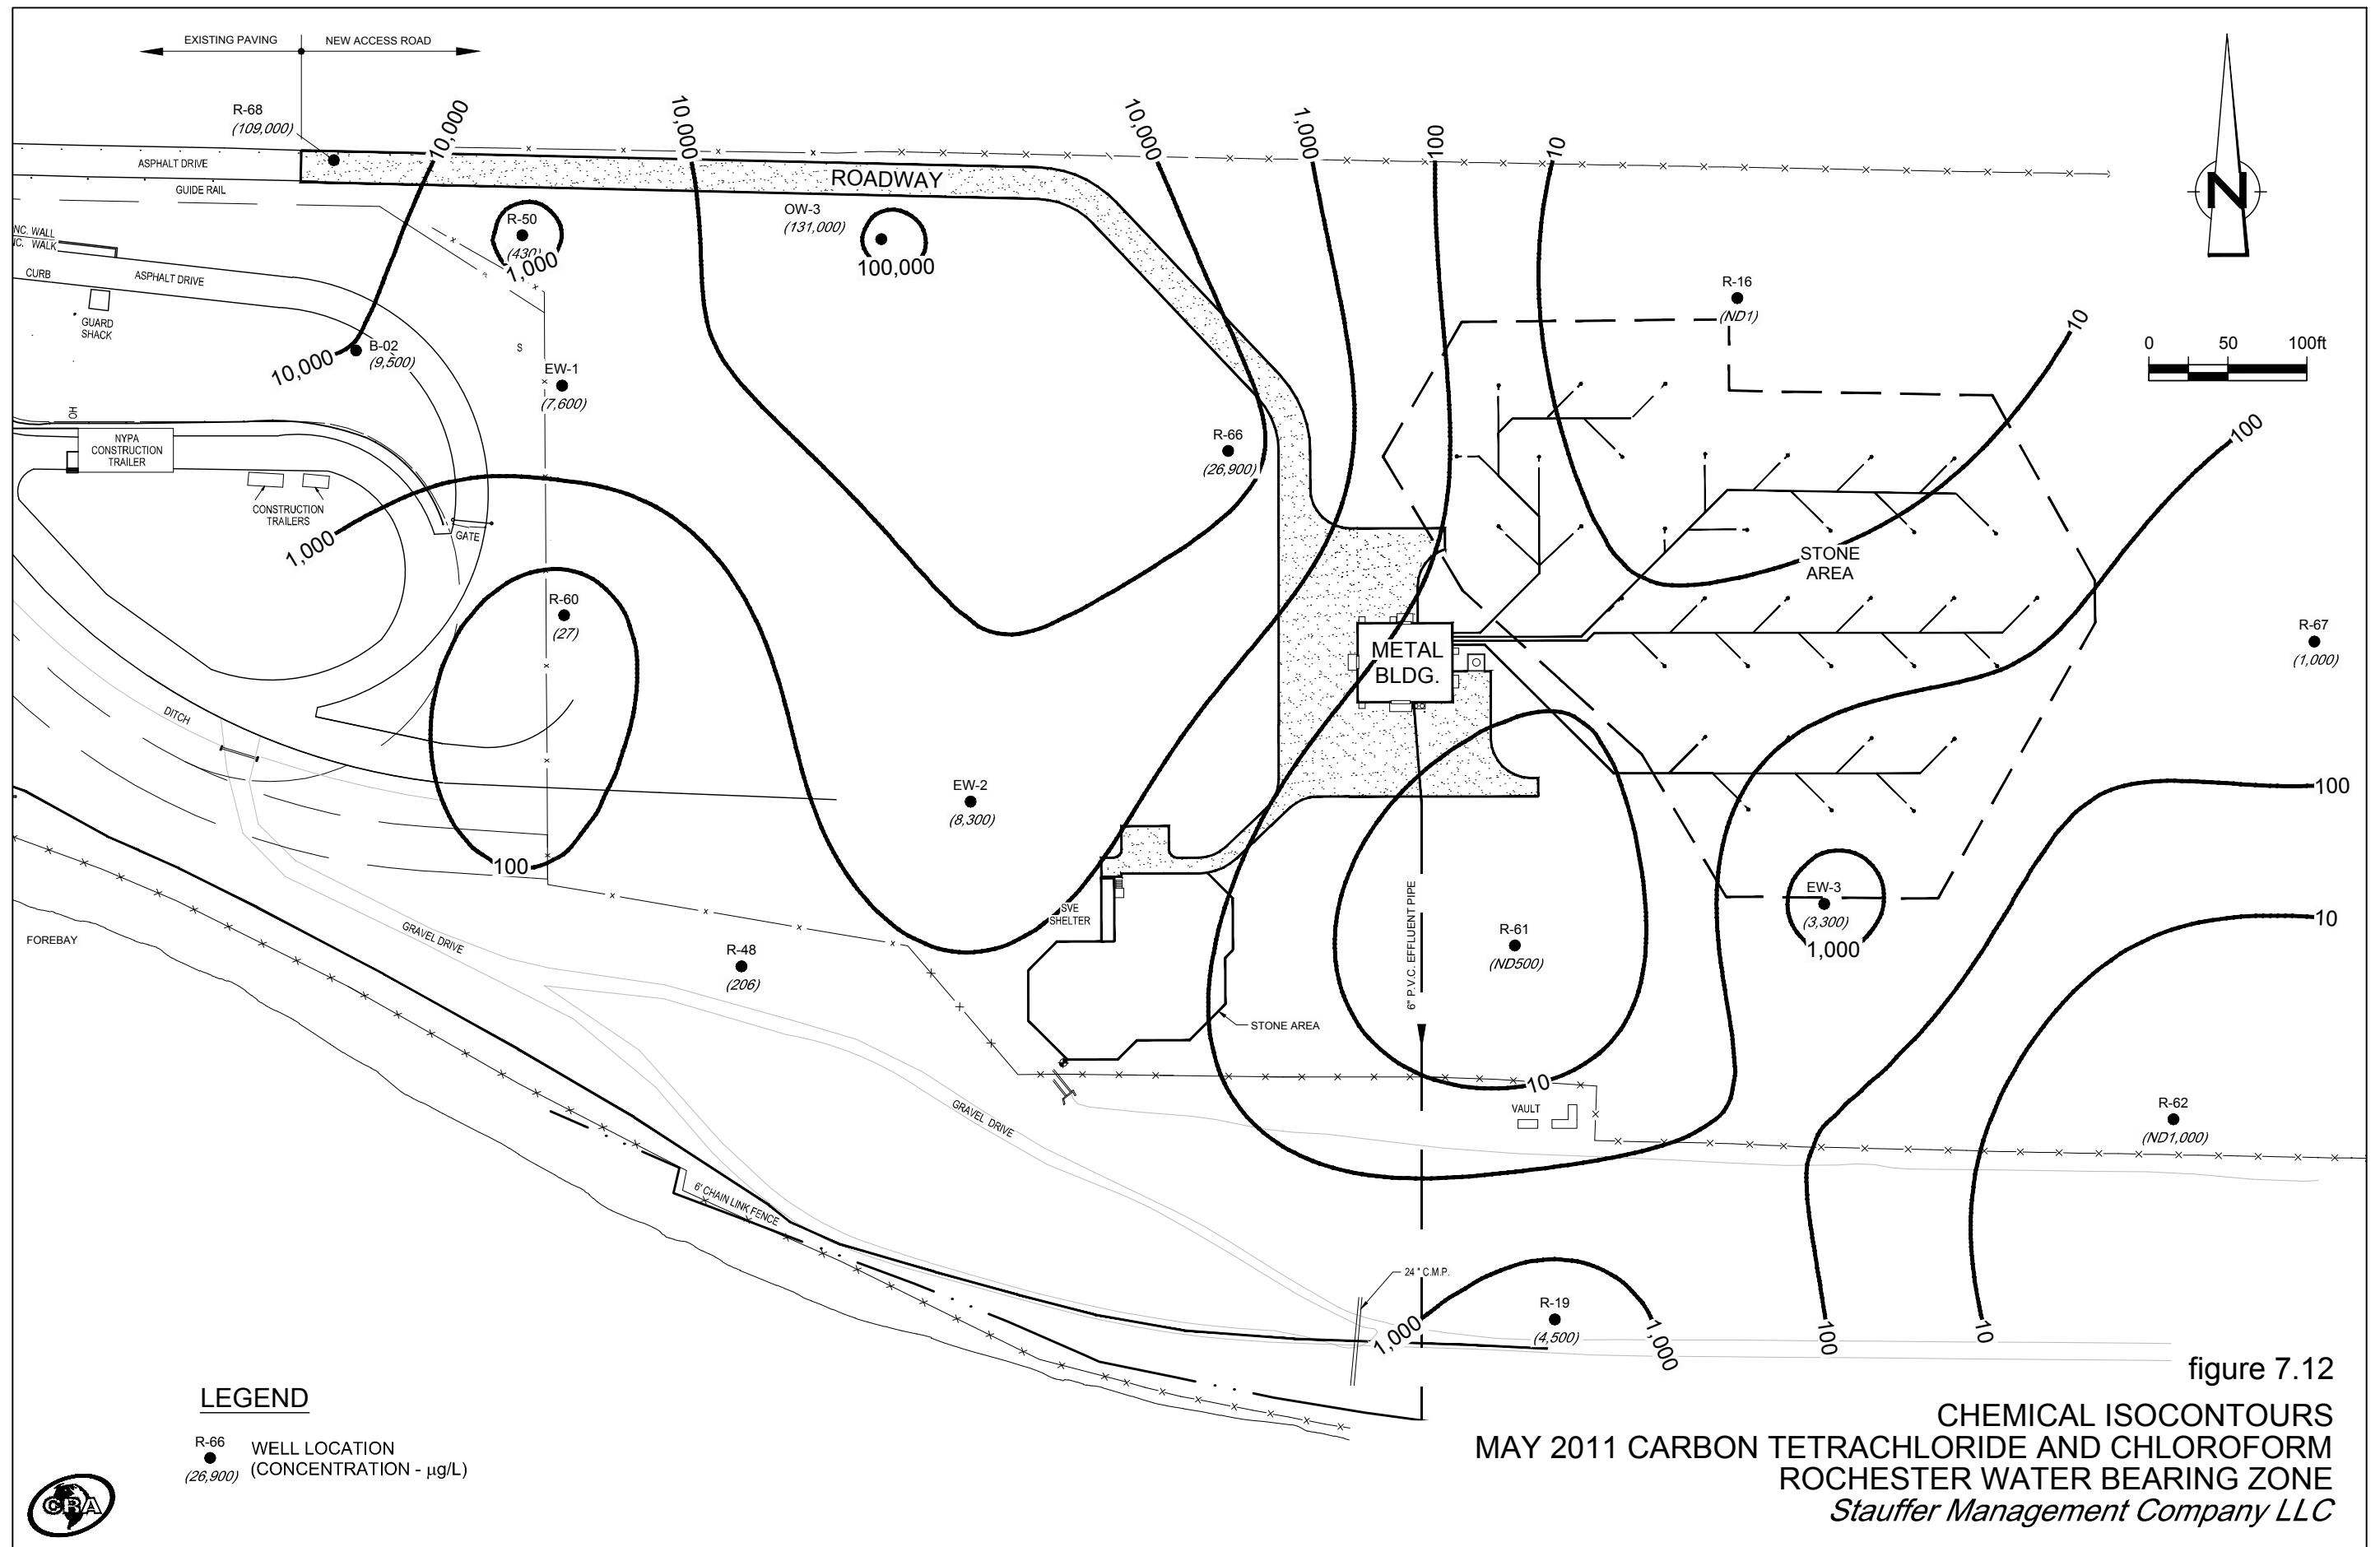 EXISTING PAVING
NEW ACCESS ROAD
R-68
(109,000)
10,000
10,000
10,000
1,000
100
10
ASPHALT DRIVE
ROADWAY
GUIDE RAIL
N
R-50
(430)
1,000
OW-3
(131,000)
100,000
NC. WALL
NC. WALK
CURB
ASPHALT DRIVE
GUARD
SHACK
R-16
(ND1)
10
0 50 100ft
B-02
(9,500)
10,000
S
EW-1
(7,600)
OH
NYPA
CONSTRUCTION
TRAILER
R-66
(26,900)
100
CONSTRUCTION
TRAILERS
GATE
1,000
STONE
AREA
R-60
(27)
R-67
(1,000)
METAL
BLDG.
DITCH
EW-2
(8,300)
100
100
EW-3
(3,300)
1,000
10
SVE
SHELTER
6" P.V.C. EFFLUENT PIPE
R-61
(ND500)
FOREBAY
GRAVEL DRIVE
R-48
(206)
STONE AREA
10
GRAVEL DRIVE
VAULT
R-62
(ND1,000)
6' CHAIN LINK FENCE
24 " C.M.P.
R-19
(4,500)
1,000
1,000
100
10
figure 7.12
CHEMICAL ISOCONTOURS
MAY 2011 CARBON TETRACHLORIDE AND CHLOROFORM
ROCHESTER WATER BEARING ZONE
Stauffer Management Company LLC
LEGEND
R-66
(26,900)
WELL LOCATION
(CONCENTRATION - µg/L)
CRA